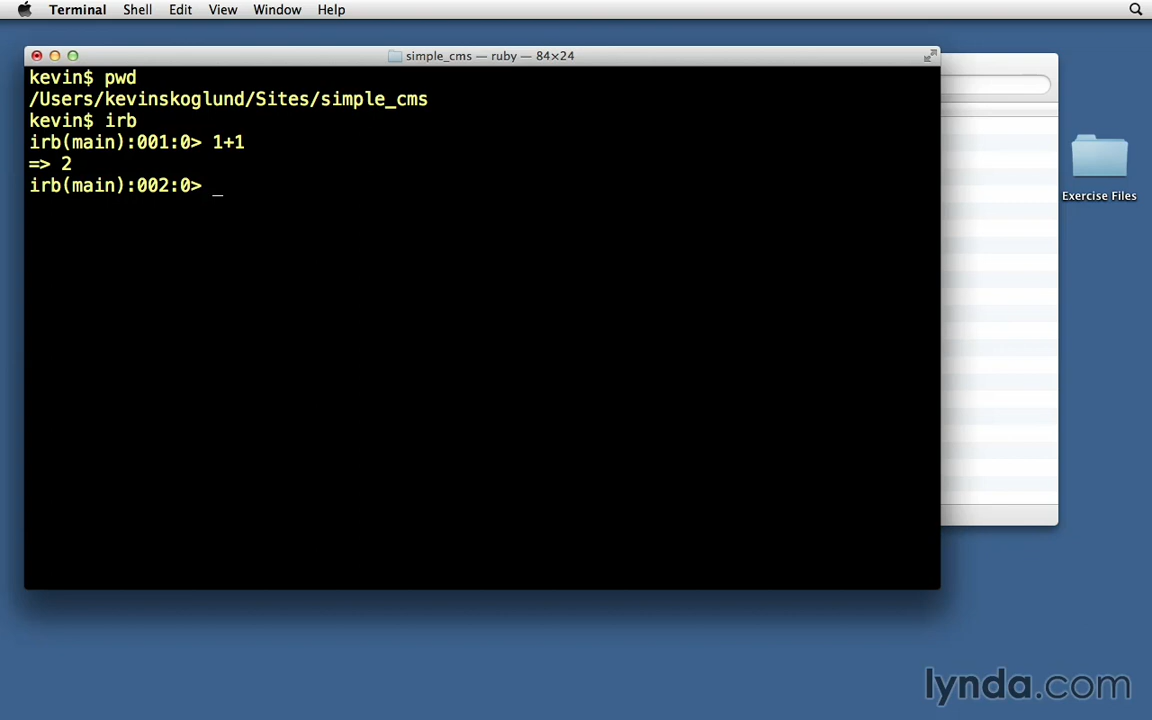 Terminal Shell Edit View Window Help
simple_cms — ruby — 84×24
kevin$ pwd
/Users/kevinskoglund/Sites/simple_cms
kevin$ irb
irb(main):001:0> 1+1
=> 2
irb(main):002:0> _
Exercise Files
lynda.com